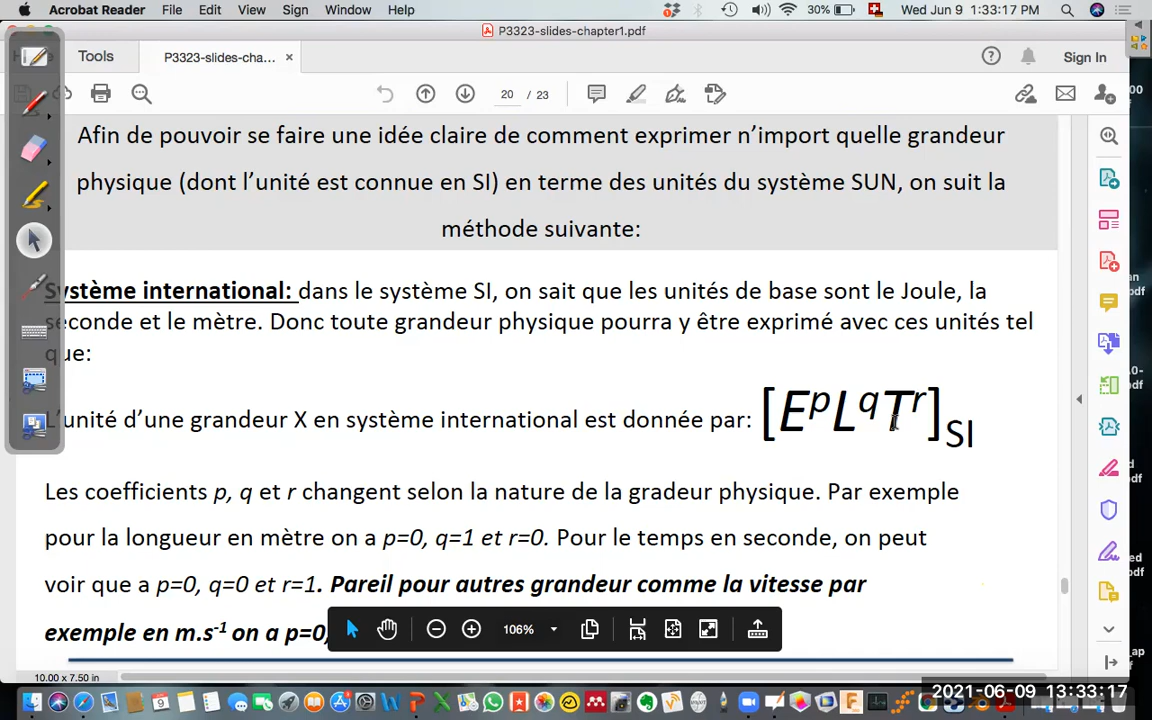 Acrobat Reader File Edit View Sign Window Help 30% Wed Jun 9 1:33:17 PM
P3323-slides-chapter1.pdf
Tools P3323-slides-cha... × Sign In
20 / 23
Afin de pouvoir se faire une idée claire de comment exprimer n'import quelle grandeur
physique (dont l'unité est connue en SI) en terme des unités du système SUN, on suit la
méthode suivante:
Système international: dans le système SI, on sait que les unités de base sont le Joule, la
seconde et le mètre. Donc toute grandeur physique pourra y être exprimé avec ces unités tel
que:
L'unité d'une grandeur X en système international est donnée par: [EᵖL^qTʳ]SI
Les coefficients p, q et r changent selon la nature de la gradeur physique. Par exemple
pour la longueur en mètre on a p=0, q=1 et r=0. Pour le temps en seconde, on peut
voir que a p=0, q=0 et r=1. Pareil pour autres grandeur comme la vitesse par
exemple en m.s⁻¹ on a p=0,
106%
10.00 x 7.50 in
2021-06-09 13:33:17